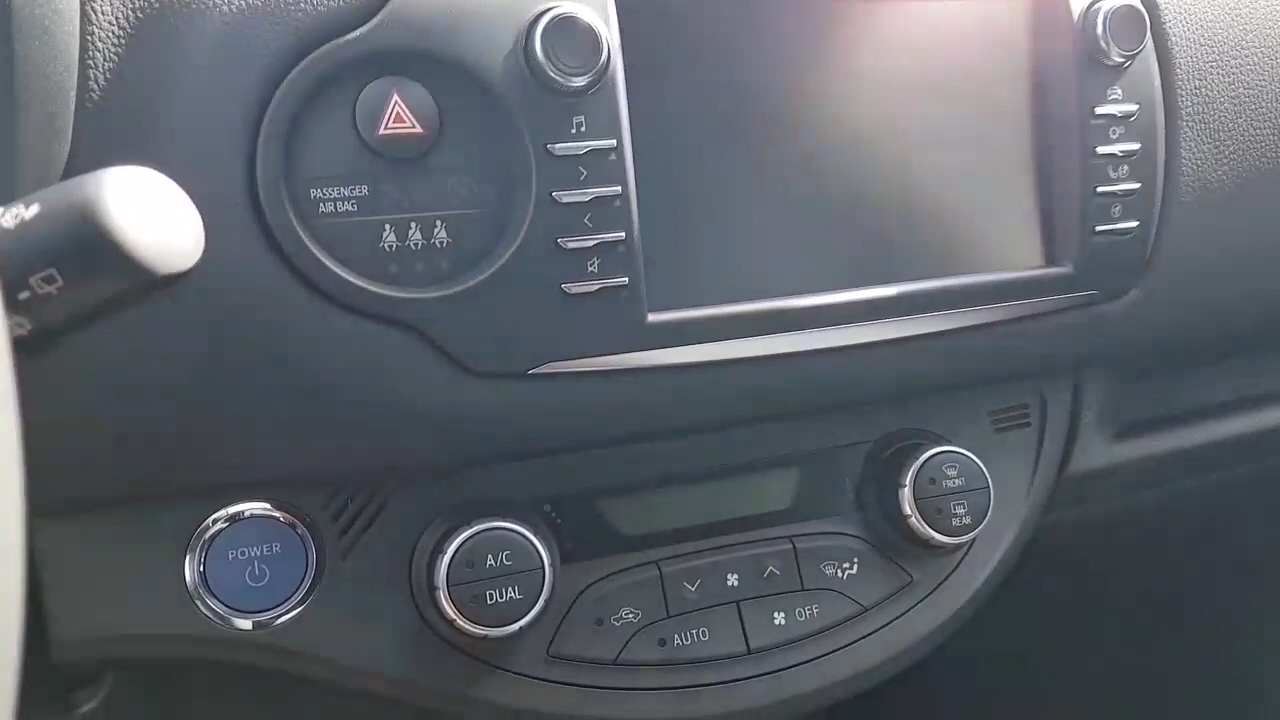 PASSENGER
AIR BAG
POWER
A/C
DUAL
AUTO
OFF
FRONT
REAR